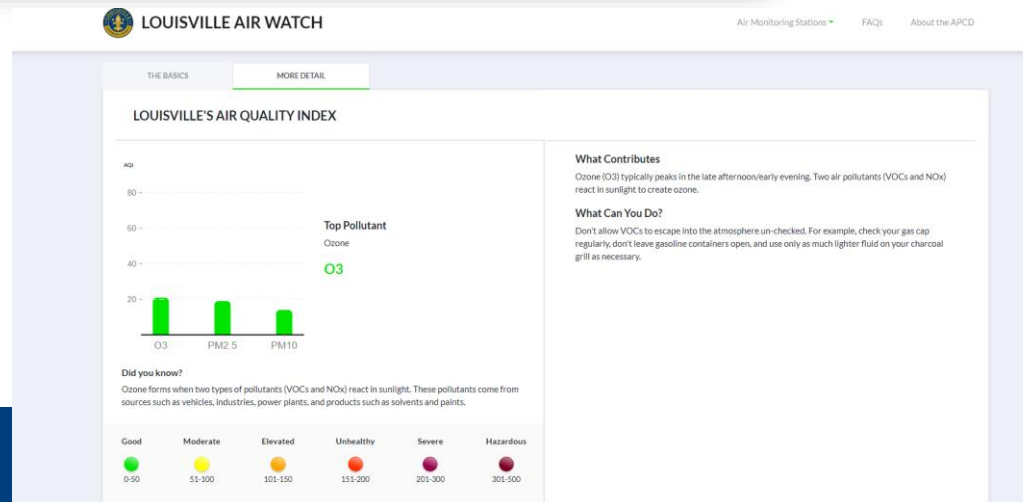 LOUISVILLE AIR WATCH
Air Monitoring Stations
FAQs
About the APCD
THE BASICS
MORE DETAIL
LOUISVILLE'S AIR QUALITY INDEX
AQI
80
60
40
20
O3
PM2.5
PM10
Top Pollutant
Ozone
O3
Did you know?
Ozone forms when two types of pollutants (VOCs and NOx) react in sunlight. These pollutants come from
sources such as vehicles, industries, power plants, and products such as solvents and paints.
Good
Moderate
Elevated
Unhealthy
Severe
Hazardous
0-50
51-100
101-150
151-200
201-300
301-500
What Contributes
Ozone (O3) typically peaks in the late afternoon/early evening. Two air pollutants (VOCs and NOx)
react in sunlight to create ozone.
What Can You Do?
Don't allow VOCs to escape into the atmosphere un-checked. For example, check your gas cap
regularly, don't leave gasoline containers open, and use only as much lighter fluid on your charcoal
grill as necessary.